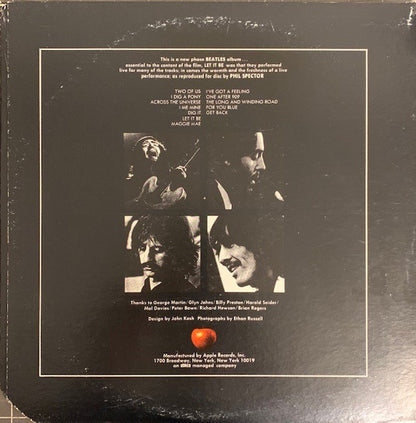 This is a new phase BEATLES album . . .
essential to the content of the film, LET IT BE was that they performed
live for many of the tracks; in comes the warmth and the freshness of a live
performance; as reproduced for disc by PHIL SPECTOR
TWO OF US
I DIG A PONY
ACROSS THE UNIVERSE
I ME MINE
DIG IT
LET IT BE
MAGGIE MAE
I'VE GOT A FEELING
ONE AFTER 909
THE LONG AND WINDING ROAD
FOR YOU BLUE
GET BACK
Thanks to George Martin/Glyn Johns/Billy Preston/Harold Seider/
Mal Davies/Peter Bown/Richard Hewson/Brian Rogers
Design by John Kosh Photographs by Ethan Russell
Manufactured by Apple Records, Inc.
1700 Broadway, New York, New York 10019
an abkco managed company